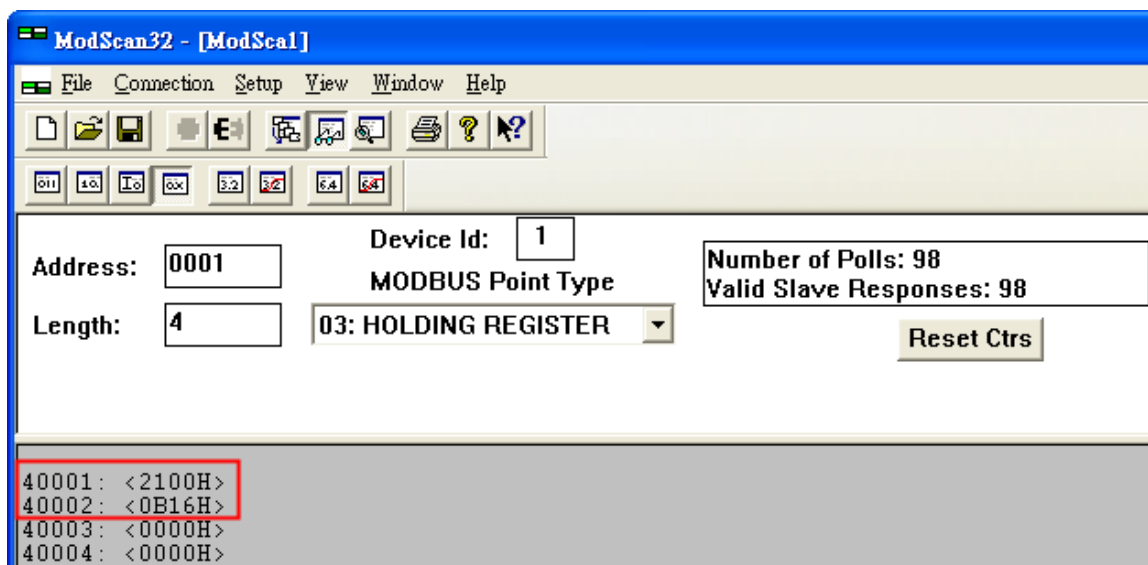 ModScan32 - [ModSca1]
File Connection Setup View Window Help
Device Id: 1
Address: 0001
MODBUS Point Type
Number of Polls: 98
Valid Slave Responses: 98
Length: 4
03: HOLDING REGISTER
Reset Ctrs
40001: <2100H>
40002: <0B16H>
40003: <0000H>
40004: <0000H>